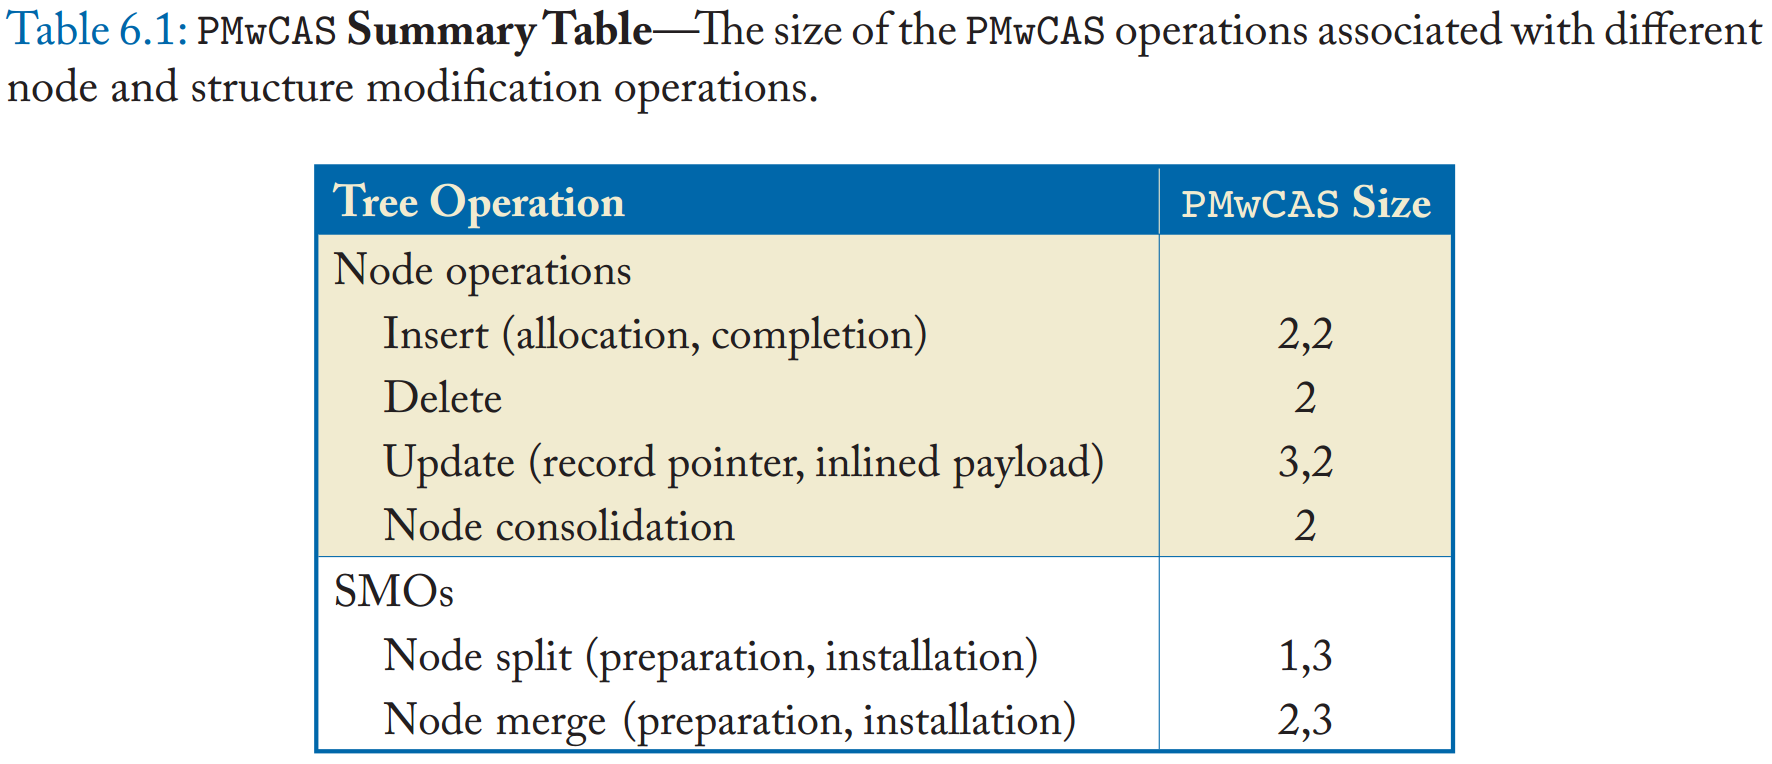 Table 6.1: PMwCAS Summary Table—The size of the PMwCAS operations associated with different
node and structure modification operations.
Tree Operation PMwCAS Size
Node operations
Insert (allocation, completion) 2,2
Delete 2
Update (record pointer, inlined payload) 3,2
Node consolidation 2
SMOs
Node split (preparation, installation) 1,3
Node merge (preparation, installation) 2,3